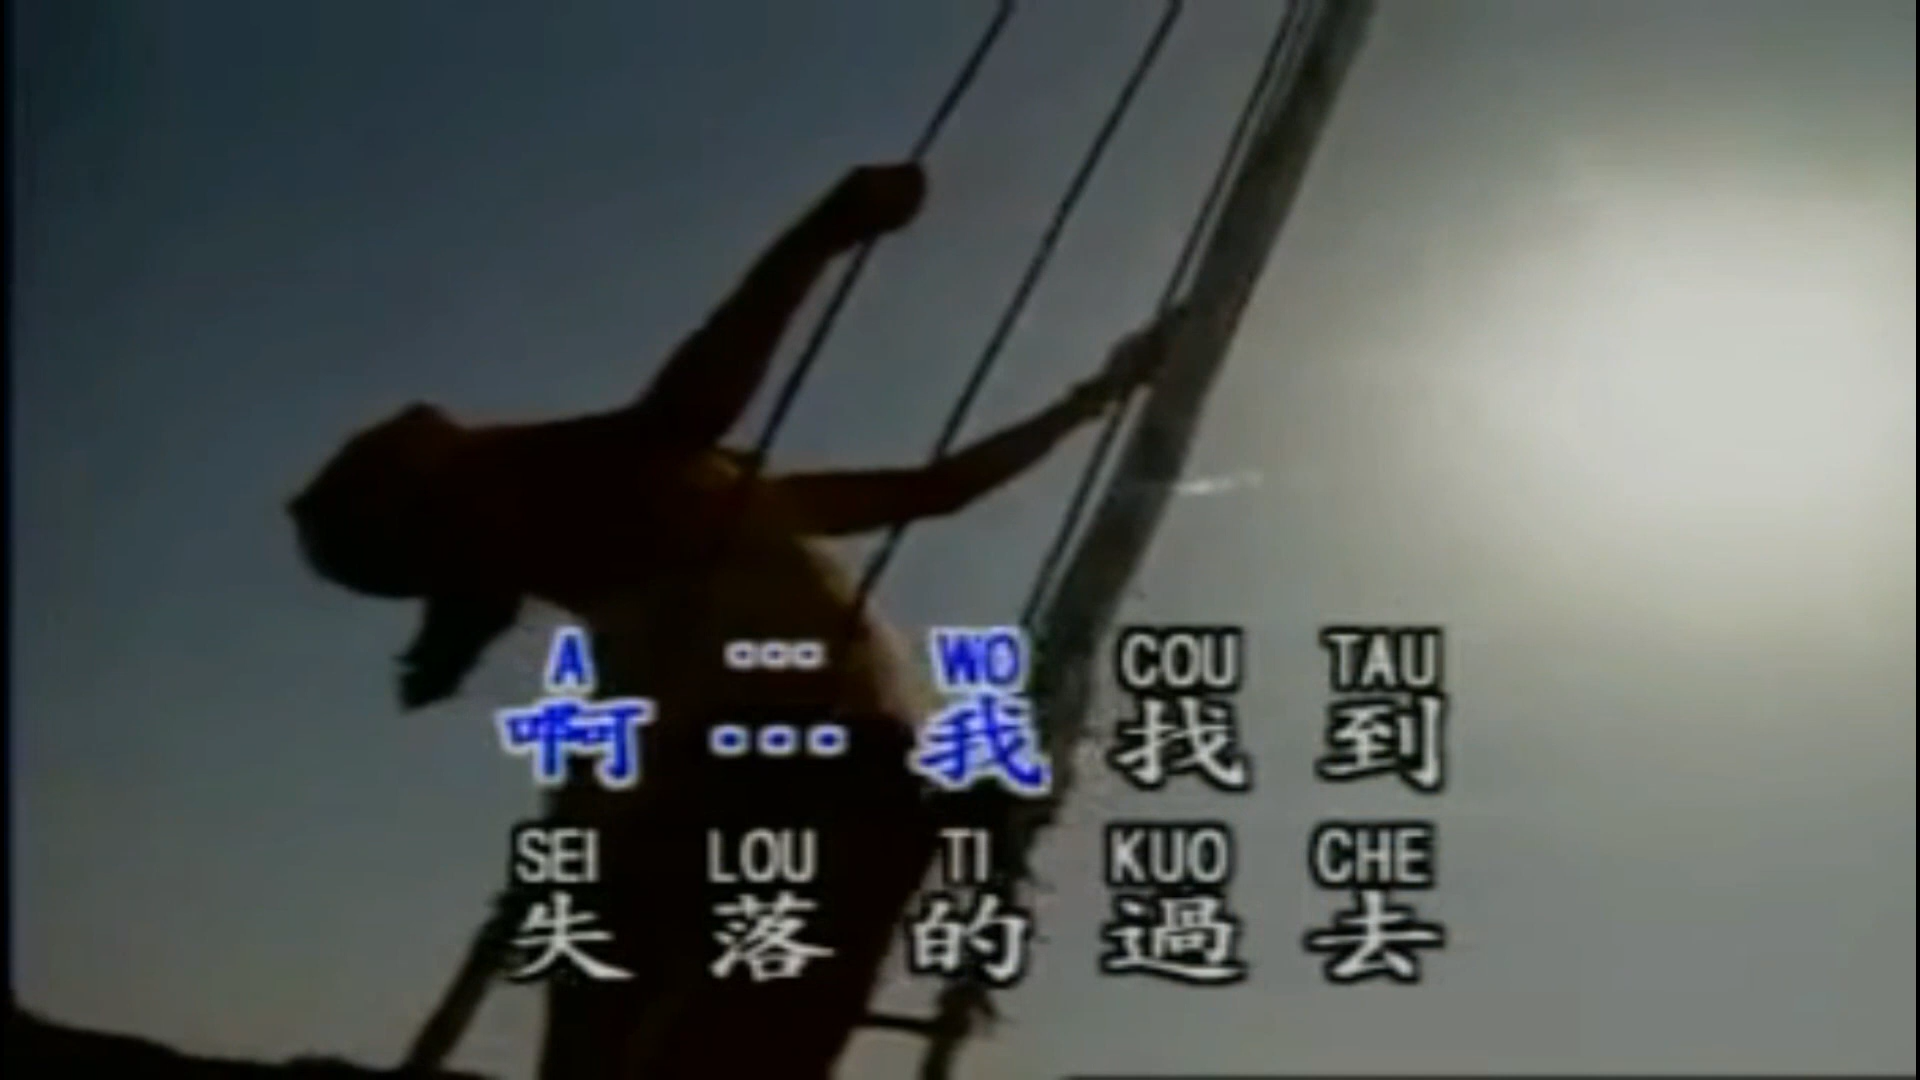 A ••• WO COU TAU
啊 ••• 我 找 到
SEI LOU TI KUO CHE
失 落 的 過 去